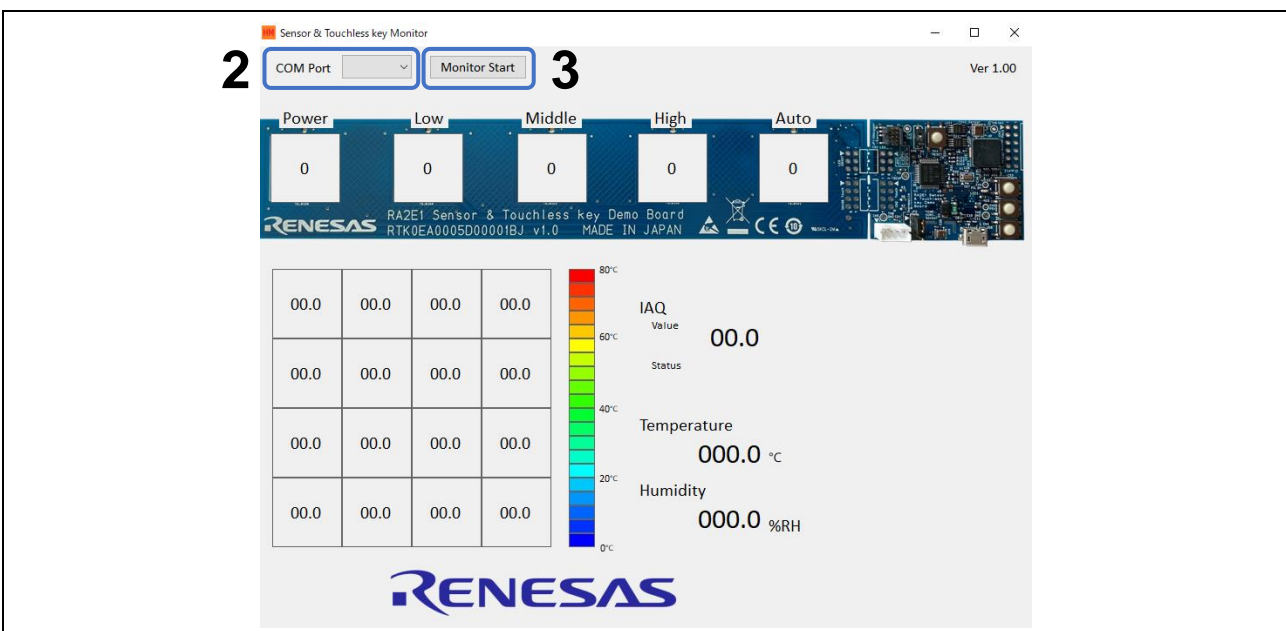 HM Sensor & Touchless key Monitor
2 COM Port Monitor Start 3 Ver 1.00
Power Low Middle High Auto
0 0 0 0 0
RA2E1 Sensor & Touchless key Demo Board
RENESAS RTK0EA0005D00001BJ v1.0 MADE IN JAPAN CE 10
80°C
00.0 00.0 00.0 00.0
IAQ
Value 00.0
60°C
00.0 00.0 00.0 00.0
Status
40°C
Temperature
00.0 00.0 00.0 00.0
000.0 °C
20°C
Humidity
00.0 00.0 00.0 00.0
000.0 %RH
0°C
RENESAS